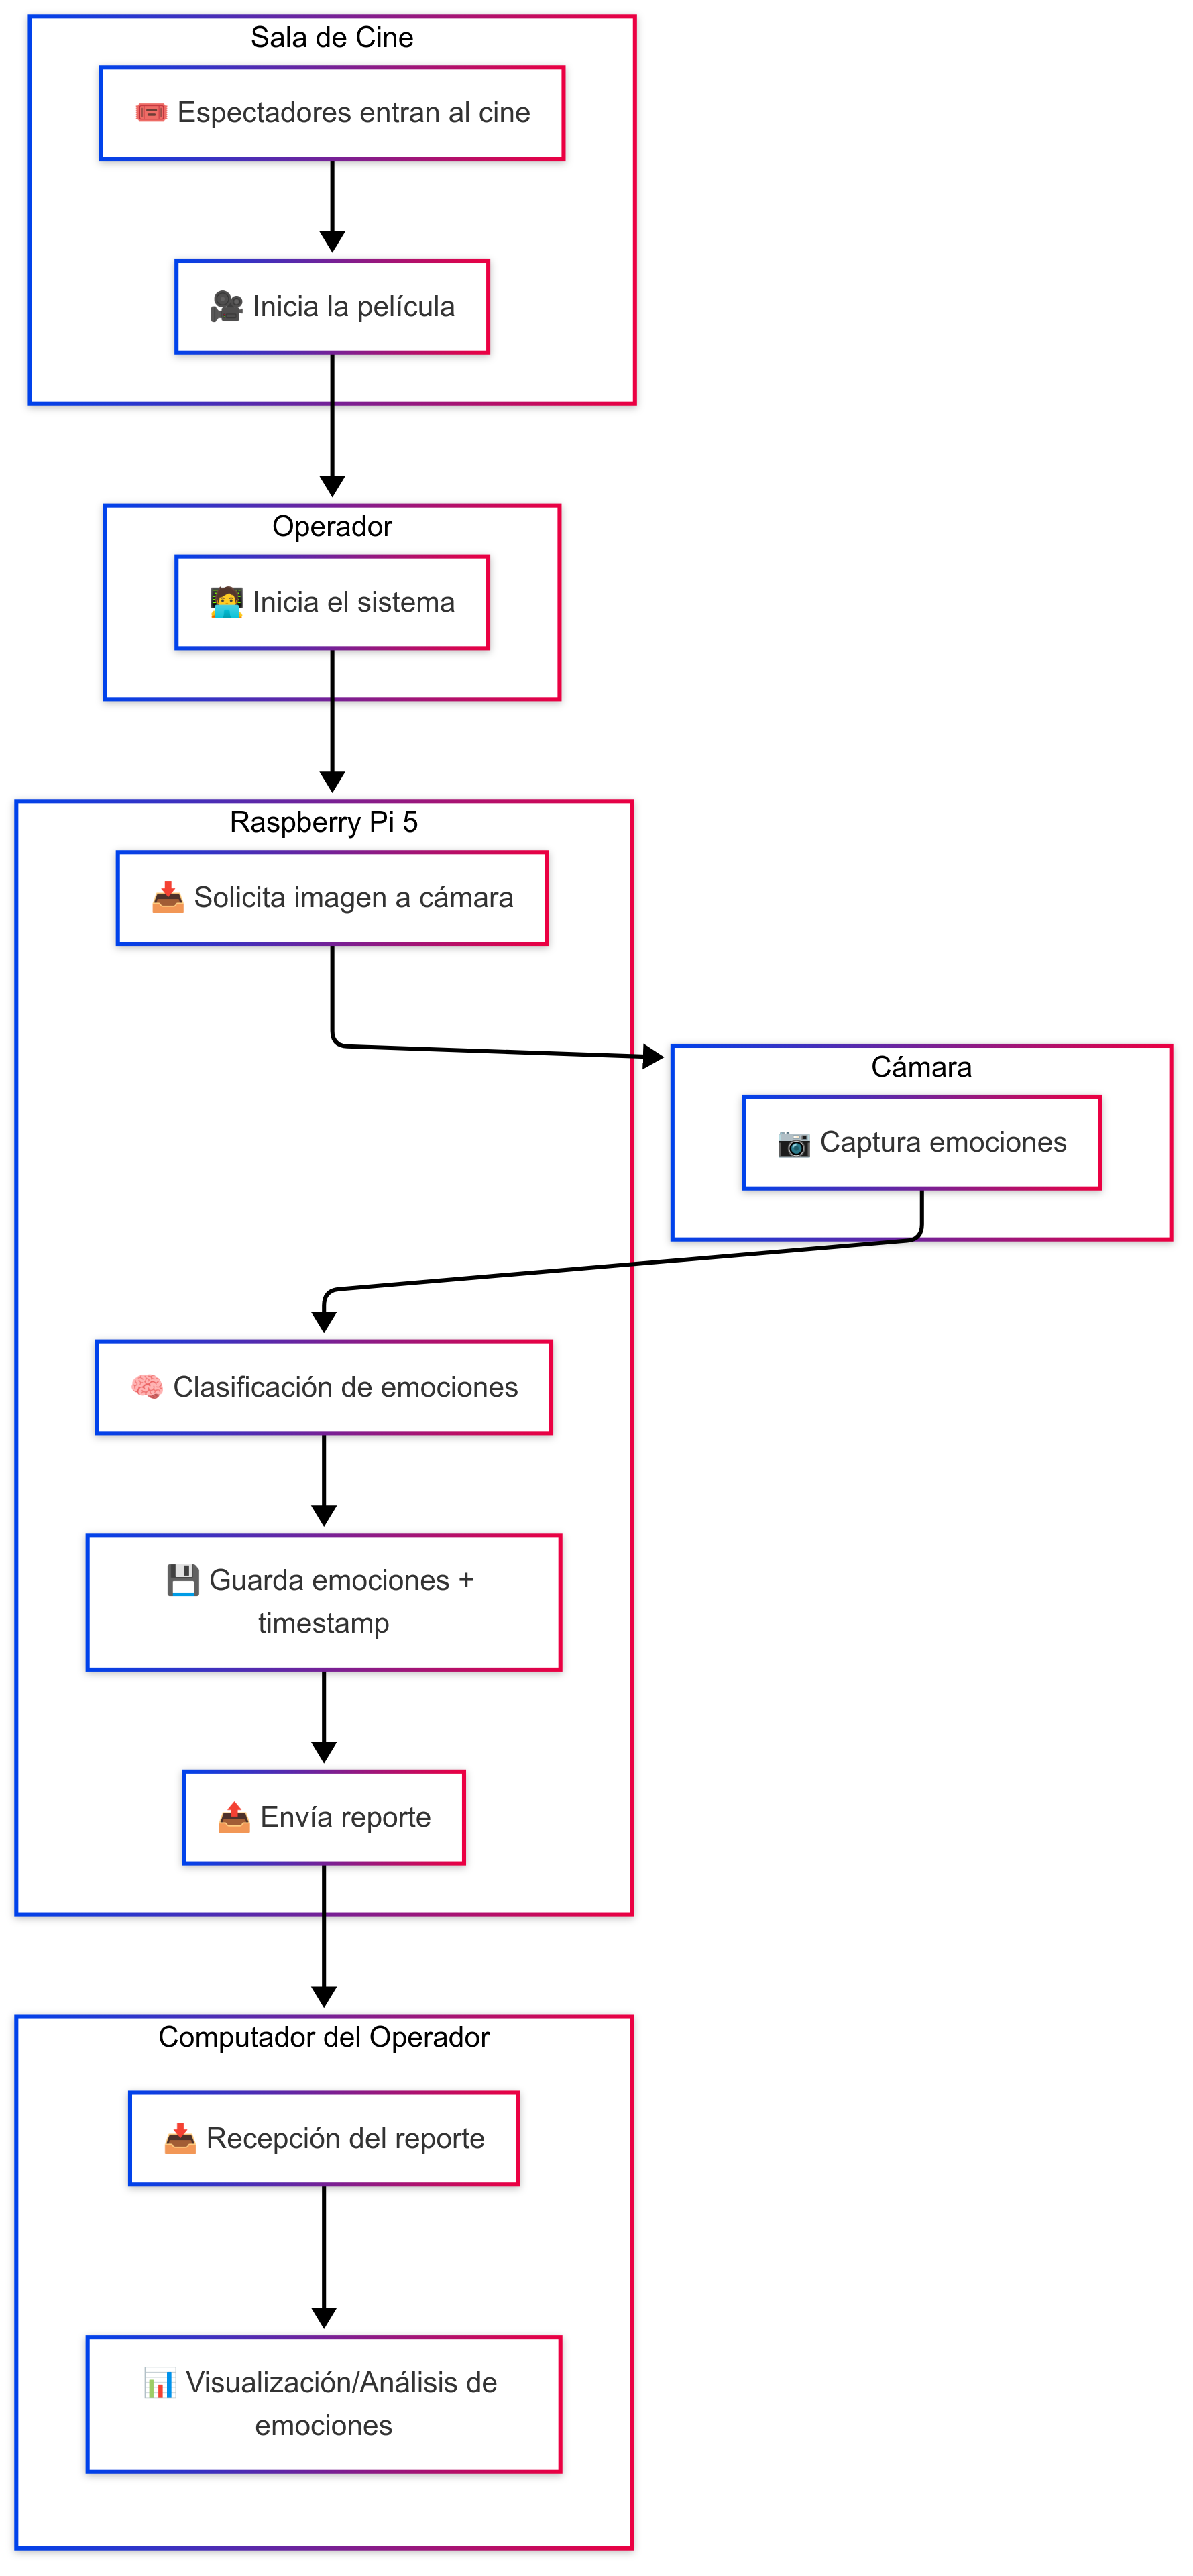 Sala de Cine
🎟️ Espectadores entran al cine
🎥 Inicia la película
Operador
🧑‍💻 Inicia el sistema
Raspberry Pi 5
📥 Solicita imagen a cámara
Cámara
📷 Captura emociones
🧠 Clasificación de emociones
💾 Guarda emociones +
timestamp
📤 Envía reporte
Computador del Operador
📥 Recepción del reporte
📊 Visualización/Análisis de
emociones